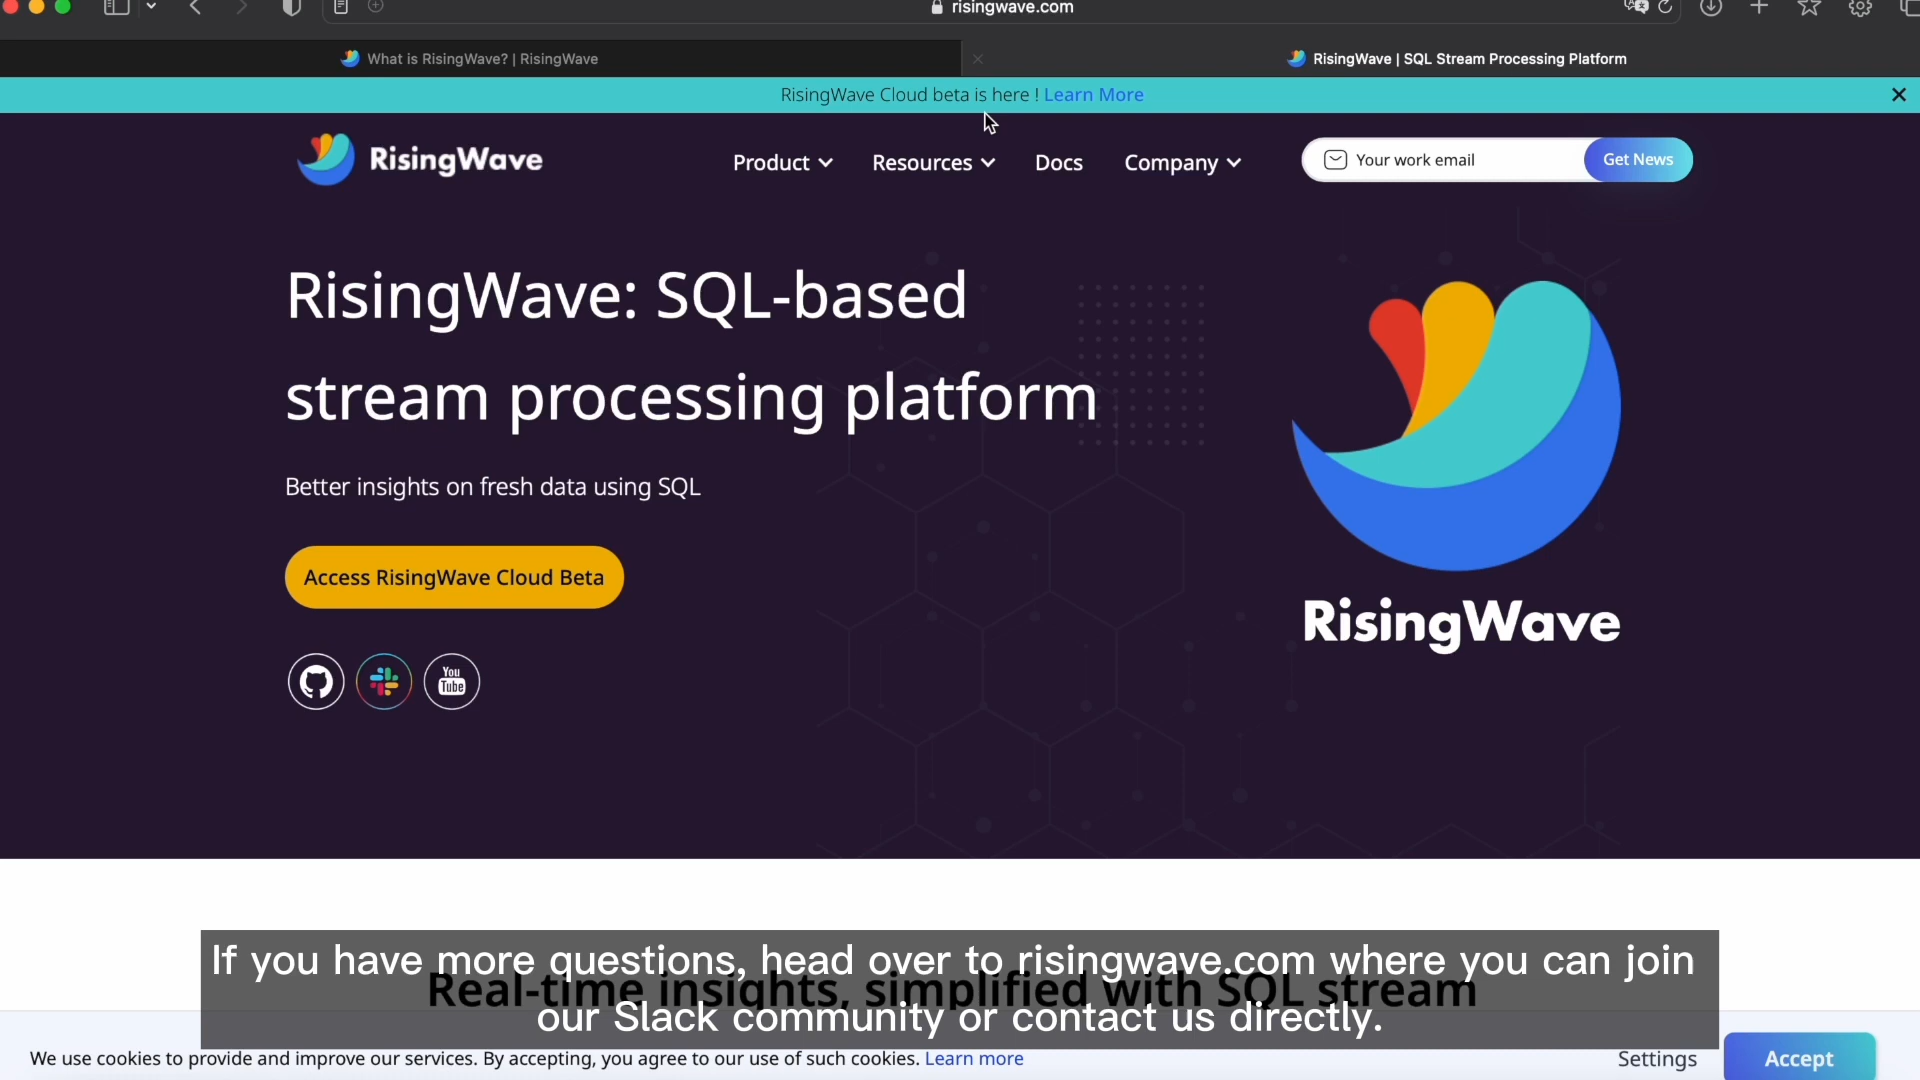 risingwave.com
What is RisingWave? | RisingWave
RisingWave | SQL Stream Processing Platform
RisingWave Cloud beta is here ! Learn More
RisingWave
Product
Resources
Docs
Company
Your work email
Get News
RisingWave: SQL-based
stream processing platform
Better insights on fresh data using SQL
Access RisingWave Cloud Beta
You
Tube
RisingWave
Real-time insights, simplified with SQL stream
If you have more questions, head over to risingwave.com where you can join
our Slack community or contact us directly.
We use cookies to provide and improve our services. By accepting, you agree to our use of such cookies. Learn more
Settings
Accept